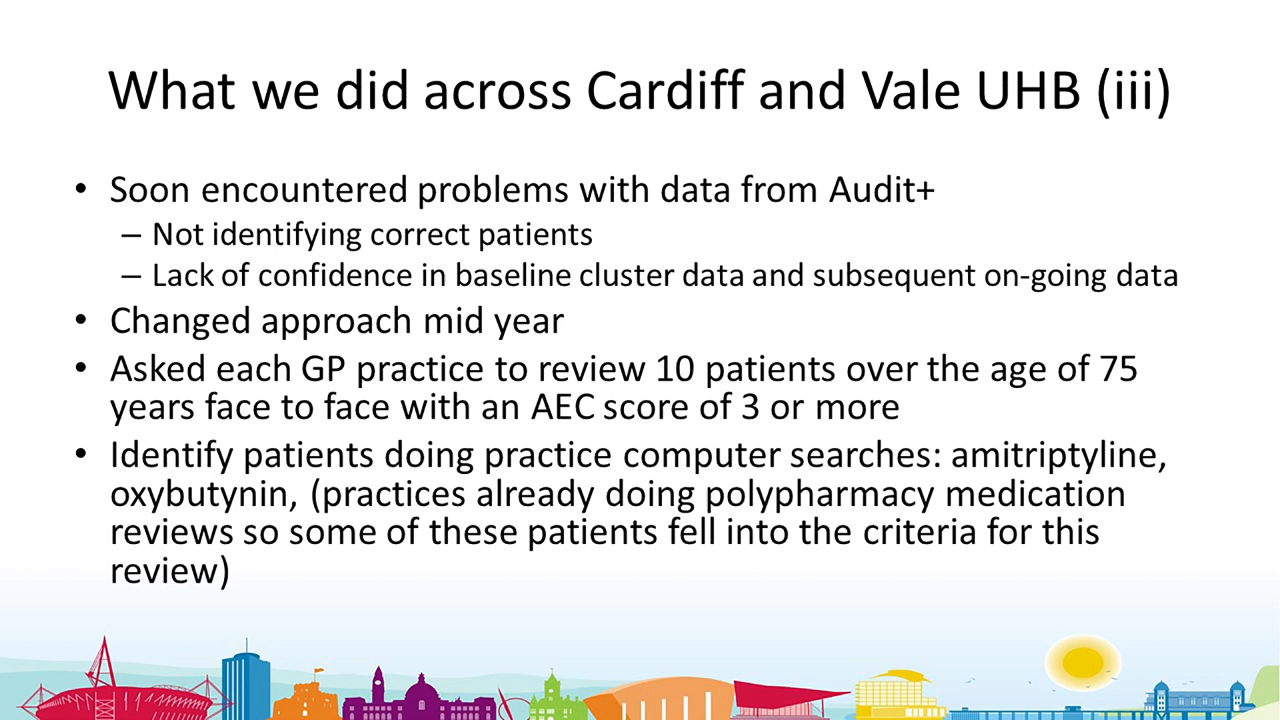 What we did across Cardiff and Vale UHB (iii)
• Soon encountered problems with data from Audit+
– Not identifying correct patients
– Lack of confidence in baseline cluster data and subsequent on-going data
• Changed approach mid year
• Asked each GP practice to review 10 patients over the age of 75
years face to face with an AEC score of 3 or more
• Identify patients doing practice computer searches: amitriptyline,
oxybutynin, (practices already doing polypharmacy medication
reviews so some of these patients fell into the criteria for this
review)